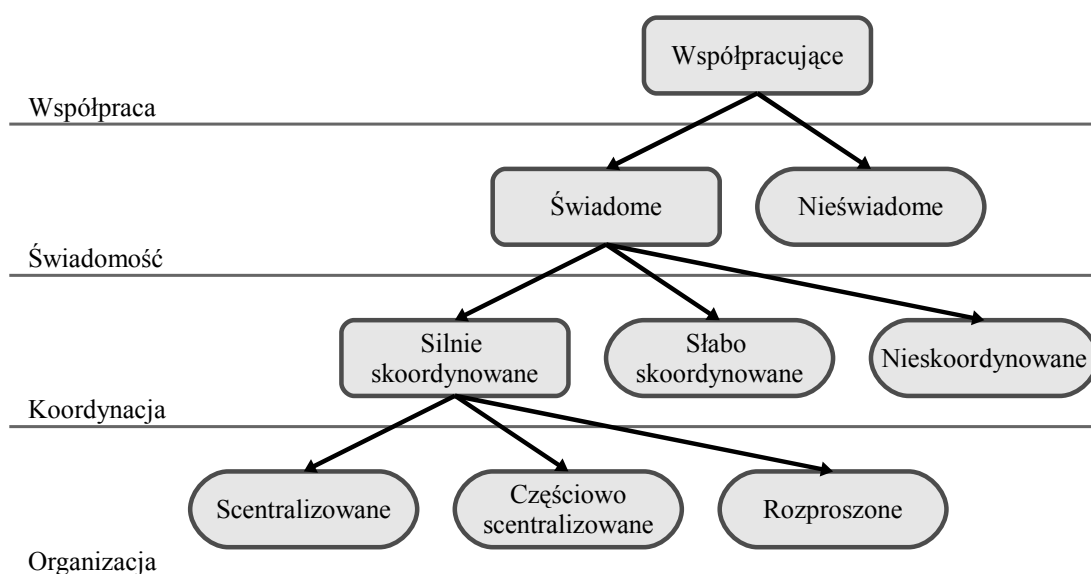 Współpracujące
Współpraca
Świadome
Nieświadome
Świadomość
Silnie
skoordynowane
Słabo
skoordynowane
Nieskoordynowane
Koordynacja
Scentralizowane
Częściowo
scentralizowane
Rozproszone
Organizacja